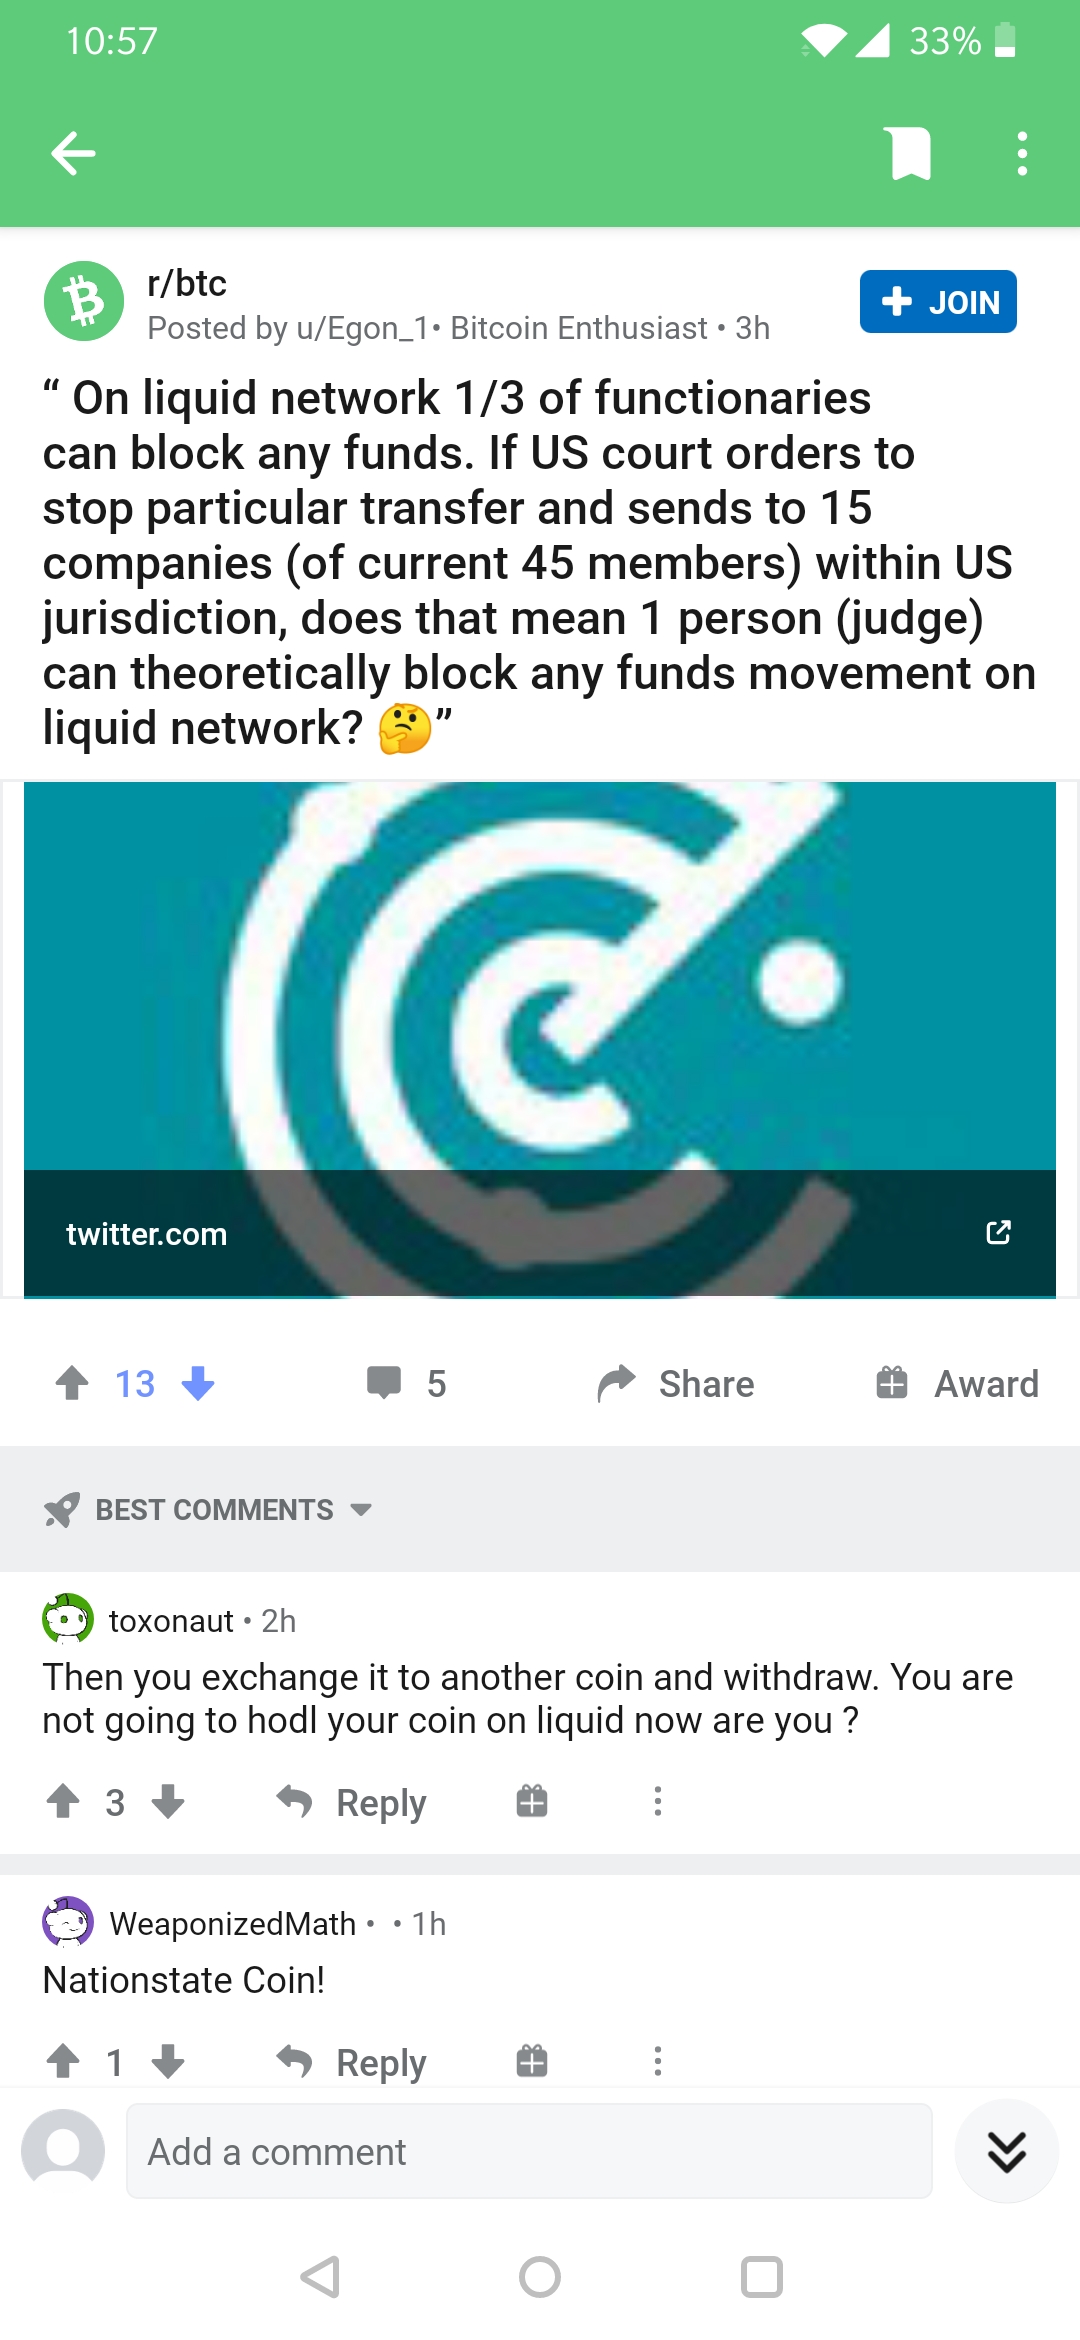 10:57
33%
r/btc
Posted by u/Egon_1• Bitcoin Enthusiast • 3h
JOIN
“ On liquid network 1/3 of functionaries
can block any funds. If US court orders to
stop particular transfer and sends to 15
companies (of current 45 members) within US
jurisdiction, does that mean 1 person (judge)
can theoretically block any funds movement on
liquid network? 🤔”
twitter.com
13
5
Share
Award
BEST COMMENTS
toxonaut • 2h
Then you exchange it to another coin and withdraw. You are
not going to hodl your coin on liquid now are you ?
3
Reply
WeaponizedMath • • 1h
Nationstate Coin!
1
Reply
Add a comment